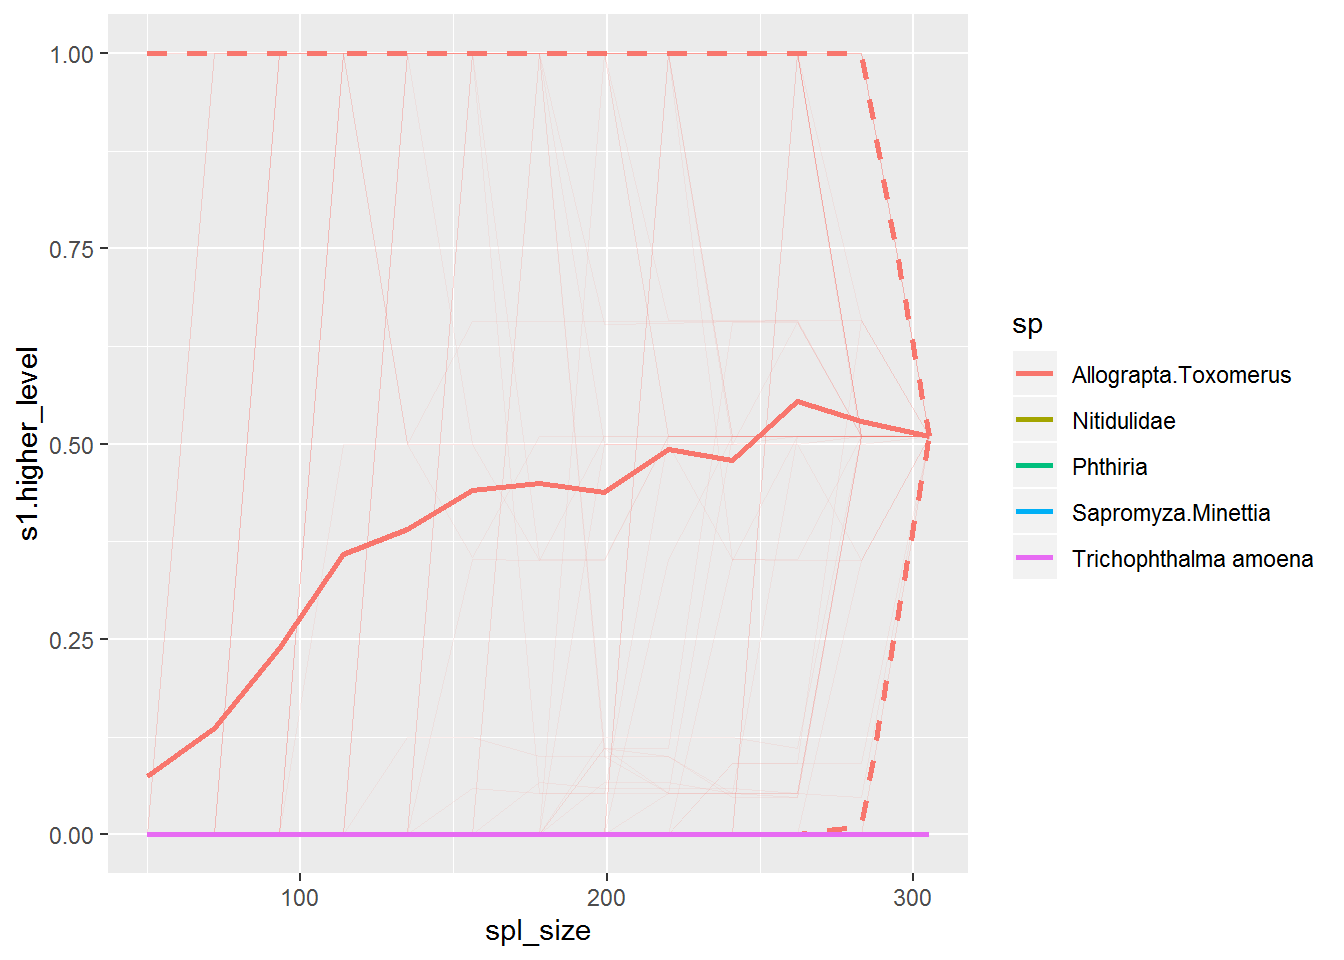 1.00
0.75
0.50
0.25
0.00
s1.higher_level
100
200
300
spl_size
sp
Allograpta.Toxomerus
Nitidulidae
Phthiria
Sapromyza.Minettia
Trichophthalma amoena